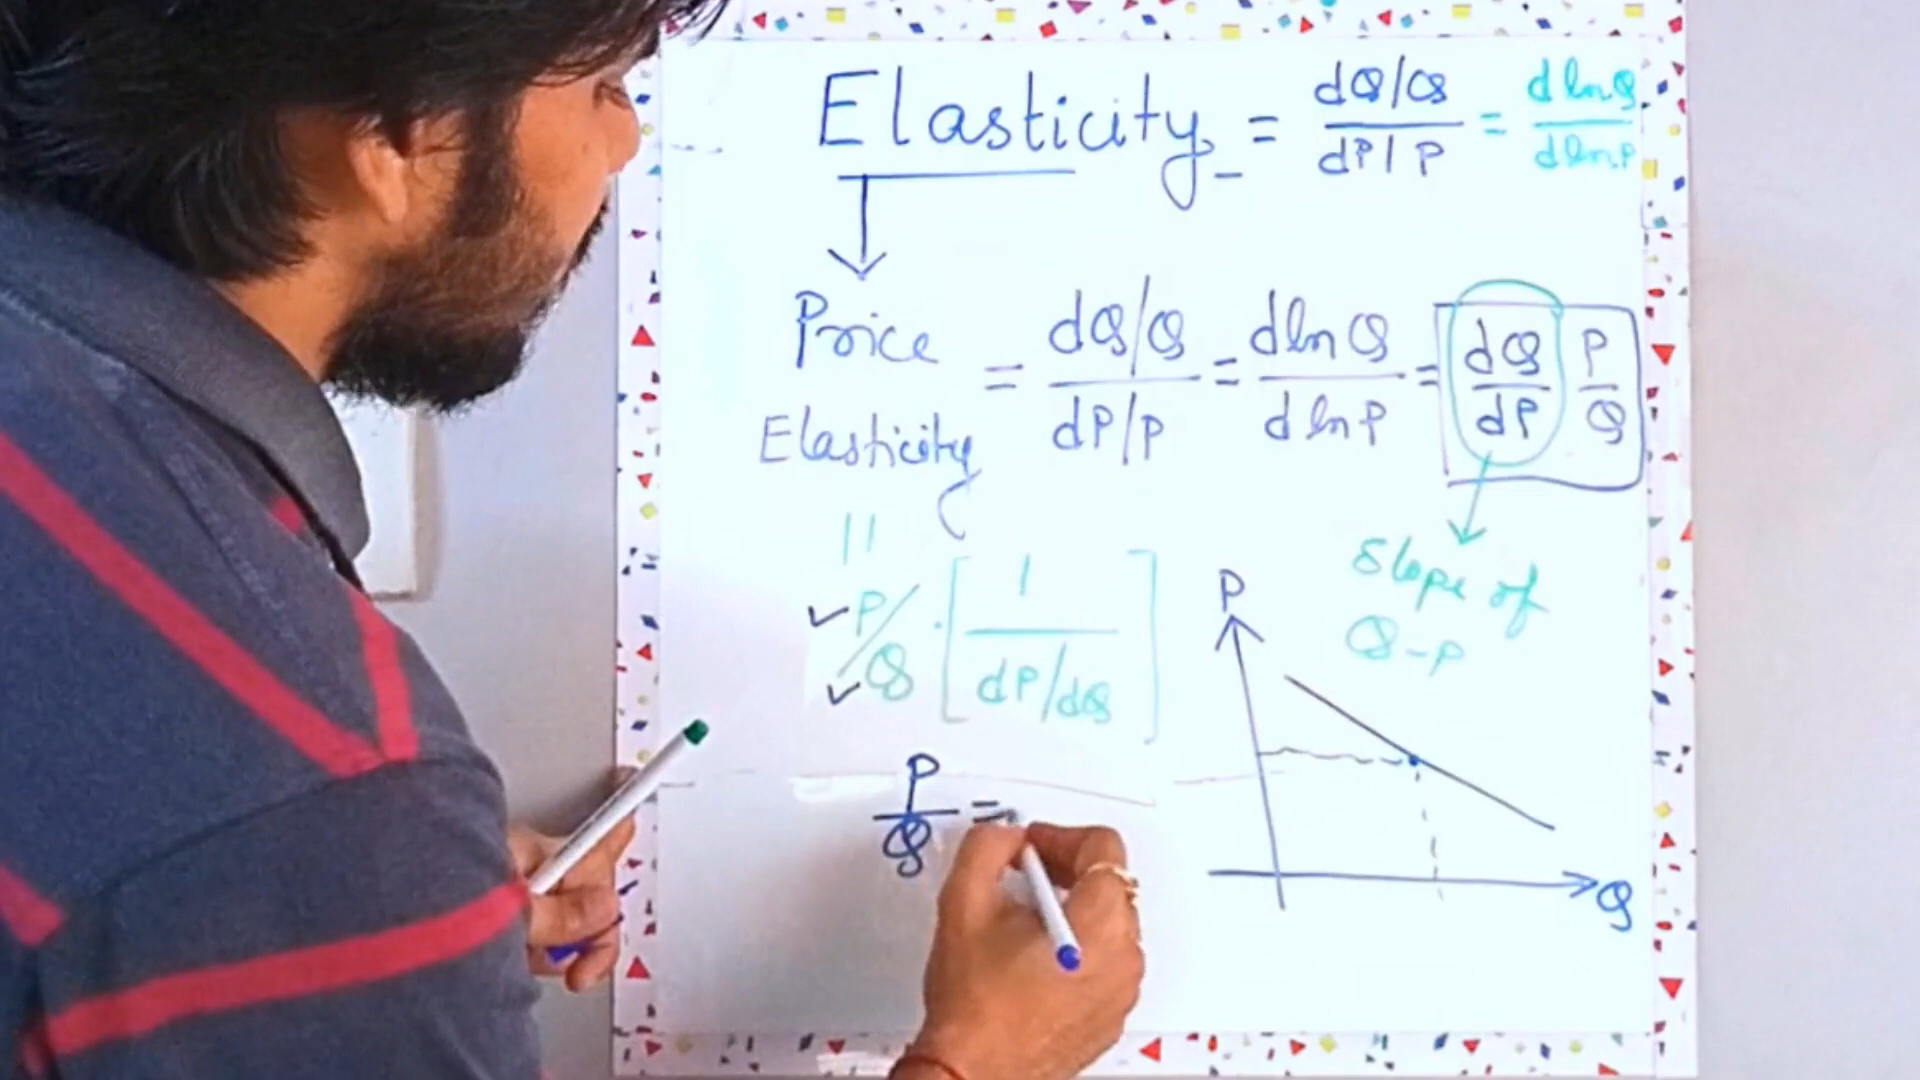 Elasticity = dQ/Q / dP/P = dlnQ / dlnP
Price Elasticity = dQ/Q / dP/P = dlnQ / dlnP = dQ/dP P/Q
||
✓P/✓Q · [1 / dP/dQ]
Slope of
Q-P
P
Q
P/Q =